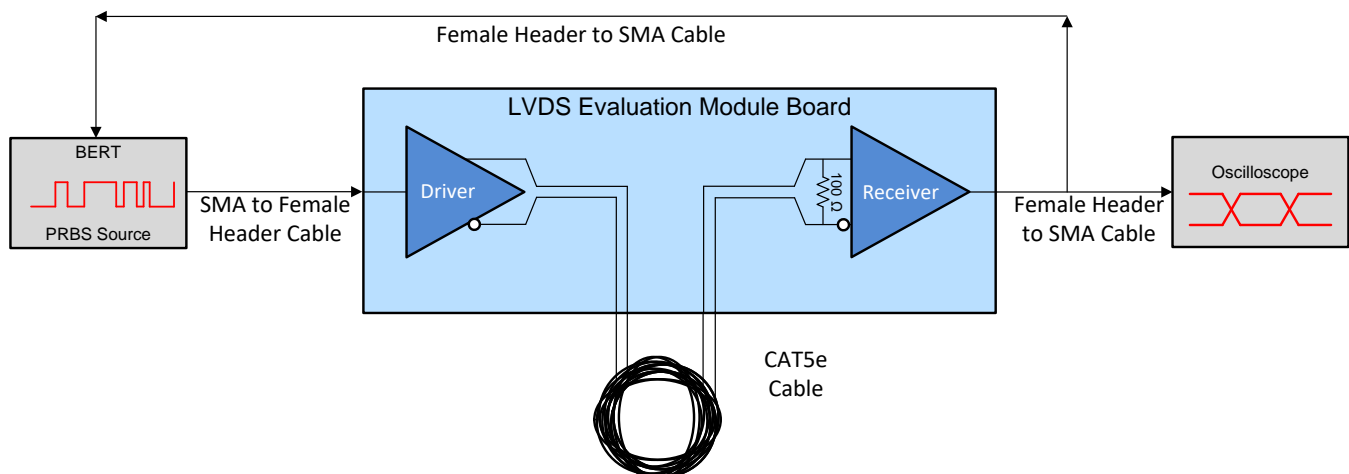 Female Header to SMA Cable
LVDS Evaluation Module Board
BERT
PRBS Source
SMA to Female
Header Cable
Driver
100 Ω
Receiver
Female Header
to SMA Cable
Oscilloscope
CAT5e
Cable